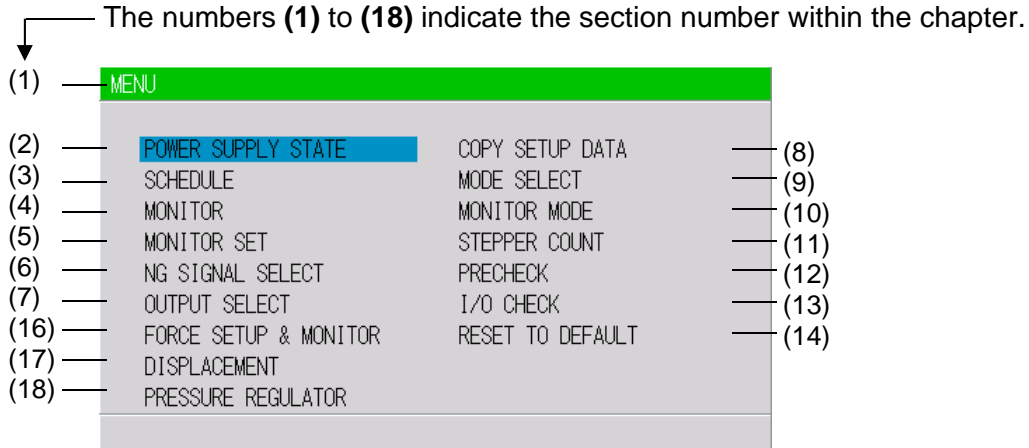 The numbers (1) to (18) indicate the section number within the chapter.
(1) MENU
(2) POWER SUPPLY STATE COPY SETUP DATA (8)
(3) SCHEDULE MODE SELECT (9)
(4) MONITOR MONITOR MODE (10)
(5) MONITOR SET STEPPER COUNT (11)
(6) NG SIGNAL SELECT PRECHECK (12)
(7) OUTPUT SELECT I/O CHECK (13)
(16) FORCE SETUP & MONITOR RESET TO DEFAULT (14)
(17) DISPLACEMENT
(18) PRESSURE REGULATOR